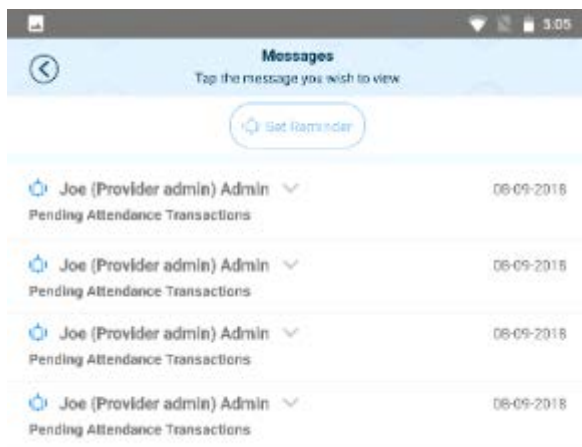 3:05
Messages
Tap the message you wish to view
Set Reminder
Joe (Provider admin) Admin 08-09-2018
Pending Attendance Transactions
Joe (Provider admin) Admin 08-09-2018
Pending Attendance Transactions
Joe (Provider admin) Admin 08-09-2018
Pending Attendance Transactions
Joe (Provider admin) Admin 08-09-2018
Pending Attendance Transactions